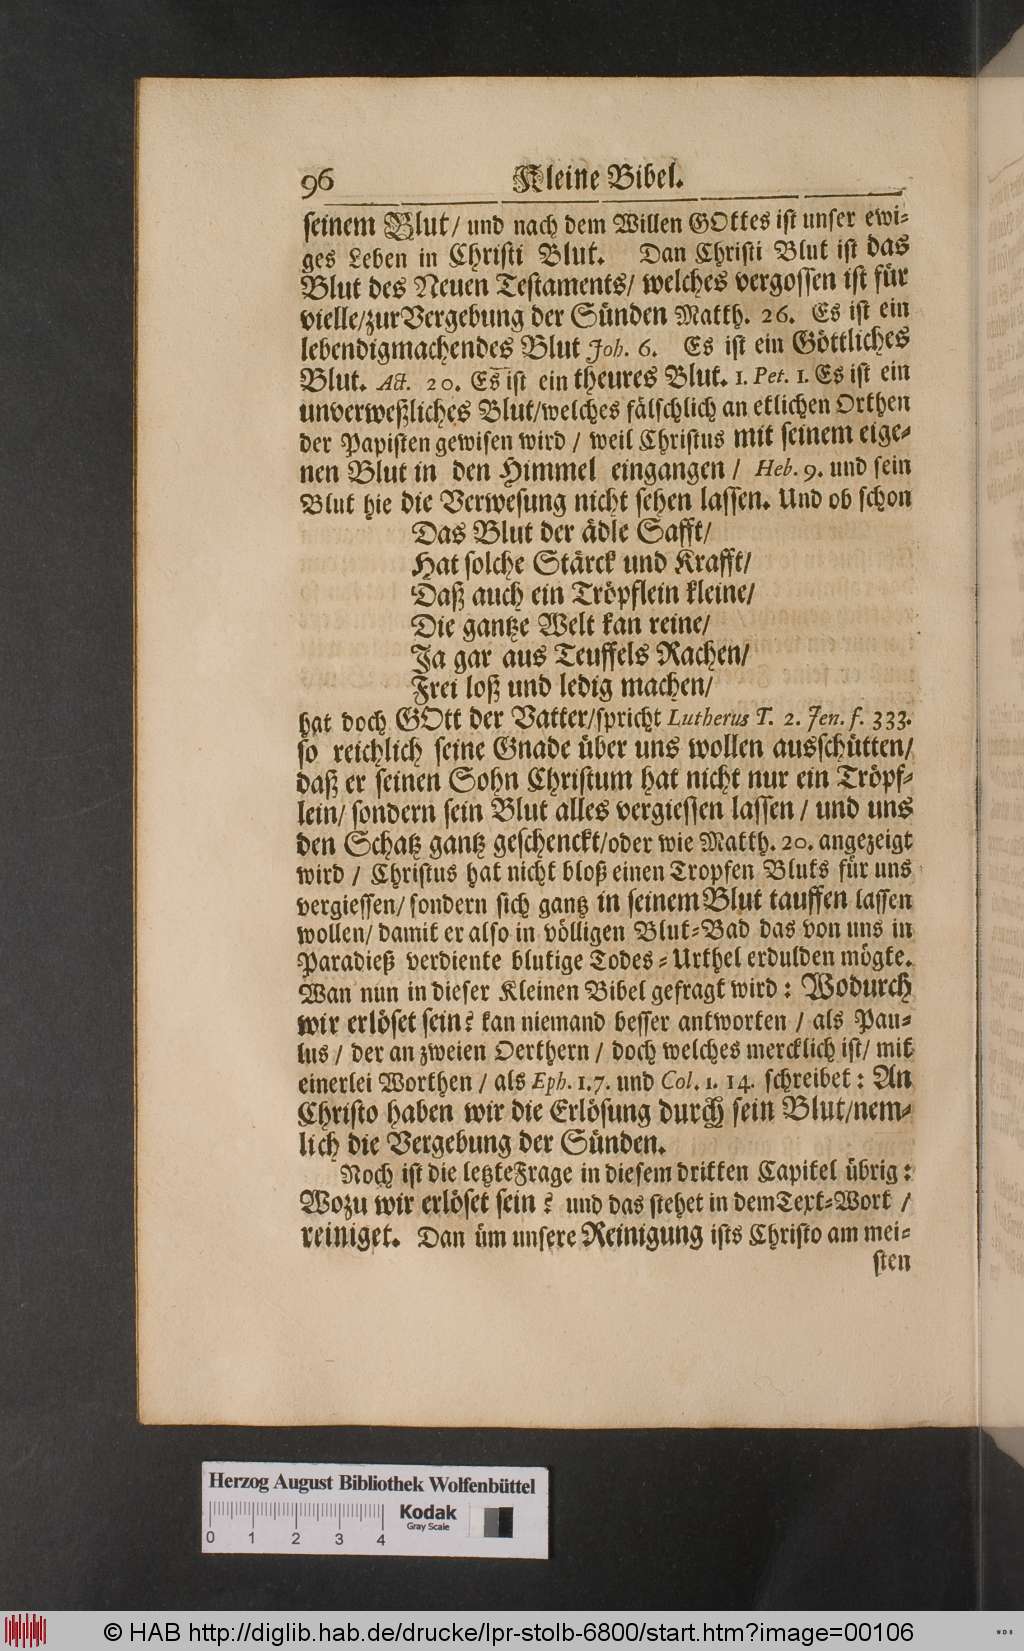 96 Kleine Bibel.
seinem Blut/ und nach dem Willen GOttes ist unser ewi-
ges Leben in Christi Blut. Dan Christi Blut ist das
Blut des Neuen Testaments/ welches vergossen ist für
vielle/zur Vergebung der Sünden Matth. 26. Es ist ein
lebendigmachendes Blut Joh. 6. Es ist ein Göttliches
Blut. Act. 20. Es ist ein theures Blut. 1. Pet. 1. Es ist ein
unverweßliches Blut/welches fälschlich an etlichen Orthen
der Papisten gewisen wird / weil Christus mit seinem eige-
nen Blut in den Himmel eingangen / Heb. 9. und sein
Blut hie die Verwesung nicht sehen lassen. Und ob schon
Das Blut der ädle Safft/
Hat solche Stärck und Krafft/
Daß auch ein Tröpflein kleine/
Die gantze Welt kan reine/
Ja gar aus Teuffels Rachen/
Frei loß und ledig machen/
hat doch GOtt der Vatter/spricht Lutherus T. 2. Jen. f. 333.
so reichlich seine Gnade über uns wollen ausschütten/
daß er seinen Sohn Christum hat nicht nur ein Tröpf-
lein/ sondern sein Blut alles vergiessen lassen / und uns
den Schatz gantz geschenckt/oder wie Matth. 20. angezeigt
wird / Christus hat nicht bloß einen Tropfen Bluts für uns
vergiessen/ sondern sich gantz in seinem Blut tauffen lassen
wollen/ damit er also in völligen Blut-Bad das von uns in
Paradieß verdiente blutige Todes-Urthel erdulden mögte.
Wan nun in dieser Kleinen Bibel gefragt wird: Wodurch
wir erlöset sein? kan niemand besser antworten / als Pau-
lus / der an zweien Oerthern / doch welches mercklich ist/ mit
einerlei Worthen / als Eph. 1. 7. und Col. 1. 14. schreibet: An
Christo haben wir die Erlösung durch sein Blut/nem-
lich die Vergebung der Sünden.
Noch ist die letzte Frage in diesem dritten Capitel übrig:
Wozu wir erlöset sein? und das stehet in dem Text-Wort /
reiniget. Dan üm unsere Reinigung ists Christo am mei-
sten
Herzog August Bibliothek Wolfenbüttel
Kodak
Gray Scale
0 1 2 3 4
© HAB http://diglib.hab.de/drucke/lpr-stolb-6800/start.htm?image=00106
WDB